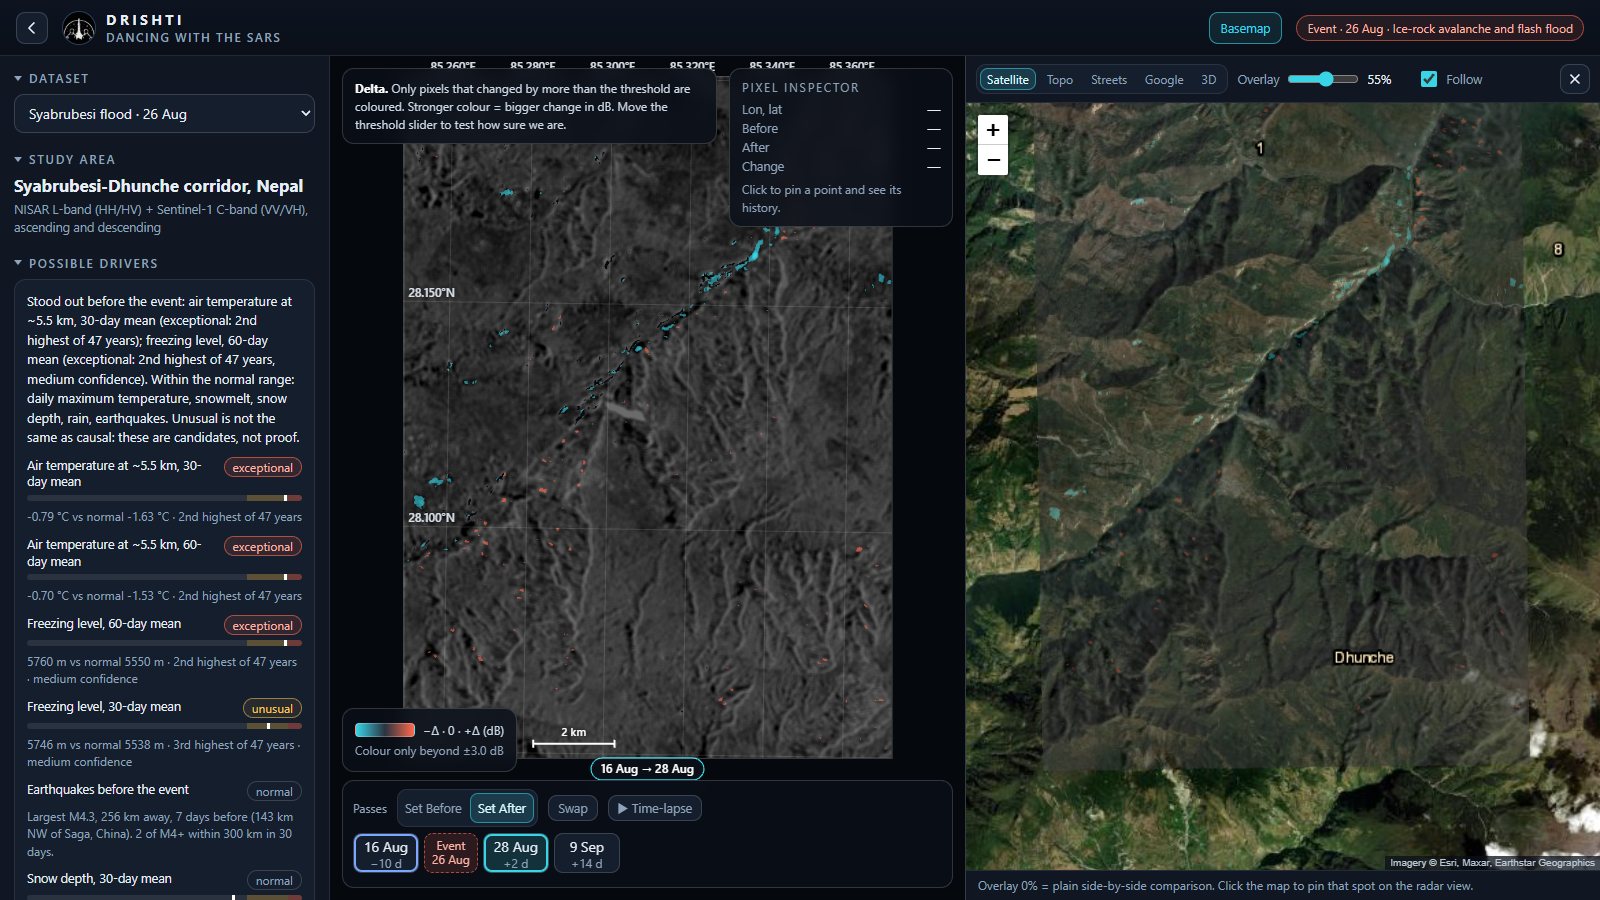 DRISHTI
DANCING WITH THE SARS
Basemap
Event · 26 Aug · Ice-rock avalanche and flash flood
DATASET
Syabrubesi flood · 26 Aug
STUDY AREA
Syabrubesi-Dhunche corridor, Nepal
NISAR L-band (HH/HV) + Sentinel-1 C-band (VV/VH),
ascending and descending
POSSIBLE DRIVERS
Stood out before the event: air temperature at
~5.5 km, 30-day mean (exceptional: 2nd
highest of 47 years); freezing level, 60-day
mean (exceptional: 2nd highest of 47 years,
medium confidence). Within the normal range:
daily maximum temperature, snowmelt, snow
depth, rain, earthquakes. Unusual is not the
same as causal: these are candidates, not proof.
Air temperature at ~5.5 km, 30-
day mean
exceptional
-0.79 °C vs normal -1.63 °C · 2nd highest of 47 years
Air temperature at ~5.5 km, 60-
day mean
exceptional
-0.70 °C vs normal -1.53 °C · 2nd highest of 47 years
Freezing level, 60-day mean
exceptional
5760 m vs normal 5550 m · 2nd highest of 47 years
· medium confidence
Freezing level, 30-day mean
unusual
5746 m vs normal 5538 m · 3rd highest of 47 years ·
medium confidence
Earthquakes before the event
normal
Largest M4.3, 256 km away, 7 days before (143 km
NW of Saga, China). 2 of M4+ within 300 km in 30
days.
Snow depth, 30-day mean
normal
85.260°E 85.280°E 85.300°E 85.320°E 85.340°E 85.360°E
Delta. Only pixels that changed by more than the threshold are
coloured. Stronger colour = bigger change in dB. Move the
threshold slider to test how sure we are.
PIXEL INSPECTOR
Lon, lat —
Before —
After —
Change —
Click to pin a point and see its
history.
28.150°N
28.100°N
−Δ · 0 · +Δ (dB)
Colour only beyond ±3.0 dB
2 km
16 Aug → 28 Aug
Passes
Set Before
Set After
Swap
▶ Time-lapse
16 Aug
−10 d
Event
26 Aug
28 Aug
+2 d
9 Sep
+14 d
Satellite
Topo
Streets
Google
3D
Overlay
55%
Follow
✕
+
−
1
8
Dhunche
Imagery © Esri, Maxar, Earthstar Geographics
Overlay 0% = plain side-by-side comparison. Click the map to pin that spot on the radar view.